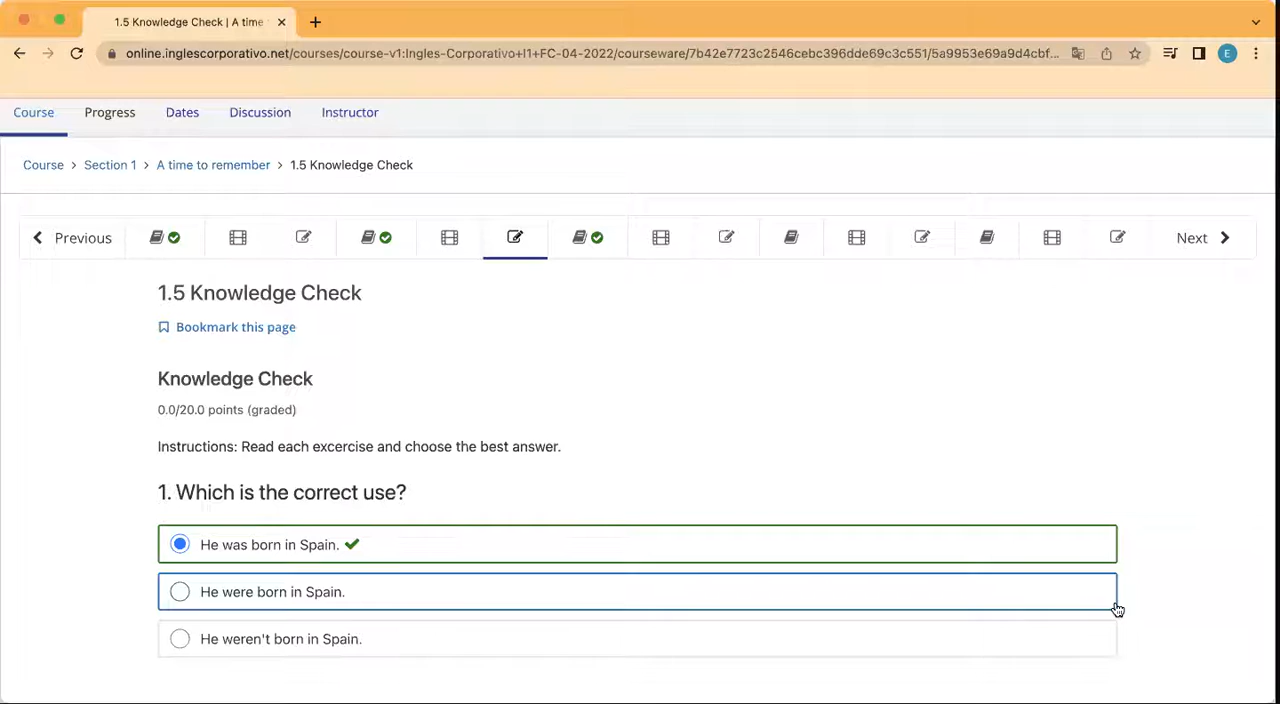 1.5 Knowledge Check | A time
online.inglescorporativo.net/courses/course-v1:Ingles-Corporativo+I1+FC-04-2022/courseware/7b42e7723c2546cebc396dde69c3c551/5a9953e69a9d4cbf...
E
Course Progress Dates Discussion Instructor
Course > Section 1 > A time to remember > 1.5 Knowledge Check
Previous Next
1.5 Knowledge Check
Bookmark this page
Knowledge Check
0.0/20.0 points (graded)
Instructions: Read each excercise and choose the best answer.
1. Which is the correct use?
He was born in Spain.
He were born in Spain.
He weren't born in Spain.